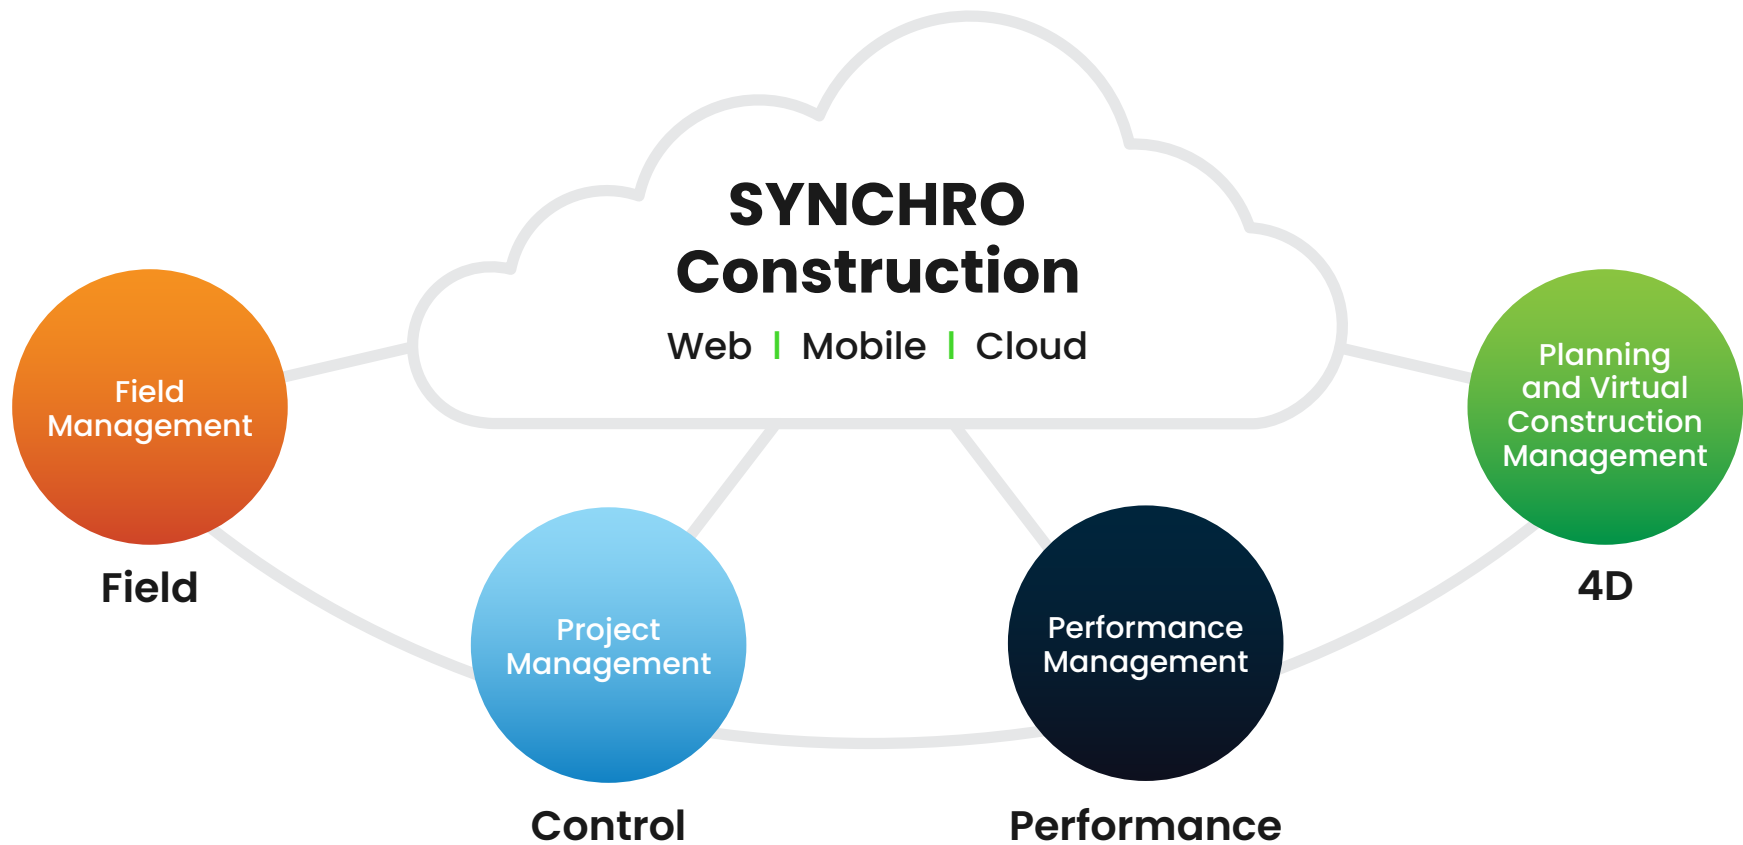 SYNCHRO
Construction
Web | Mobile | Cloud
Field
Management
Field
Project
Management
Control
Performance
Management
Performance
Planning
and Virtual
Construction
Management
4D